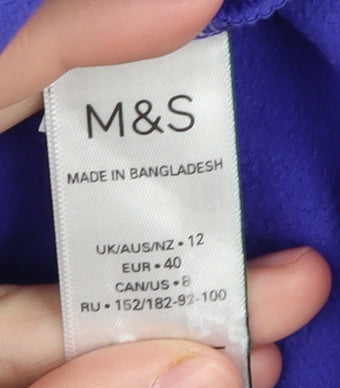 M&S
MADE IN BANGLADESH
UK/AUS/NZ • 12
EUR • 40
CAN/US • 8
RU • 152/182-92-100